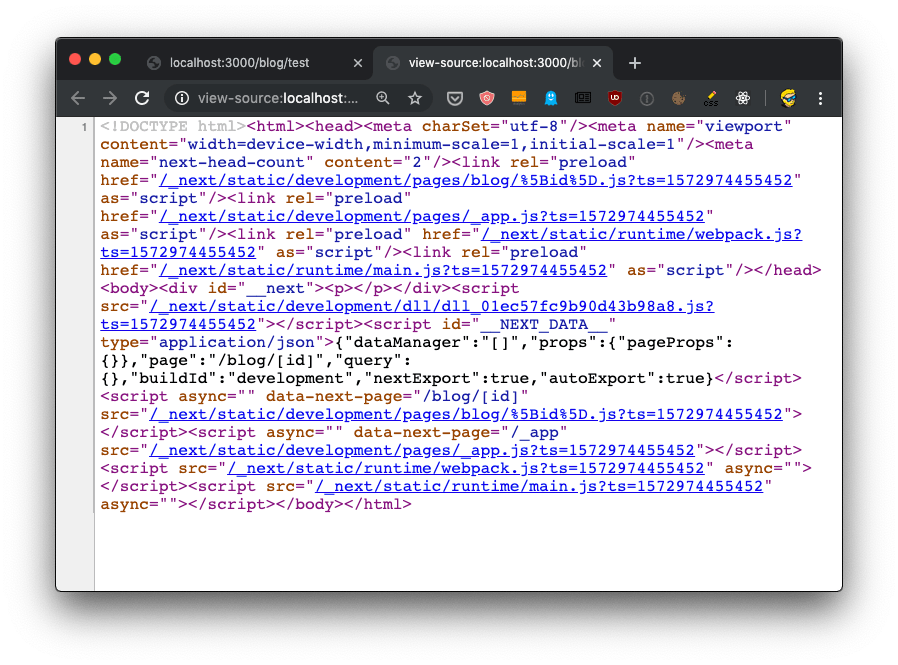 localhost:3000/blog/test
view-source:localhost:3000/bl
view-source:localhost:...
1
<!DOCTYPE html><html><head><meta charSet="utf-8"/><meta name="viewport"
content="width=device-width,minimum-scale=1,initial-scale=1"/><meta
name="next-head-count" content="2"/><link rel="preload"
href="/_next/static/development/pages/blog/%5Bid%5D.js?ts=1572974455452"
as="script"/><link rel="preload"
href="/_next/static/development/pages/_app.js?ts=1572974455452"
as="script"/><link rel="preload" href="/_next/static/runtime/webpack.js?
ts=1572974455452" as="script"/><link rel="preload"
href="/_next/static/runtime/main.js?ts=1572974455452" as="script"/></head>
<body><div id="__next"><p></p></div><script
src="/_next/static/development/dll/dll_01ec57fc9b90d43b98a8.js?
ts=1572974455452"></script><script id="__NEXT_DATA__"
type="application/json">{"dataManager":"[]","props":{"pageProps":
{}},"page":"/blog/[id]","query":
{},"buildId":"development","nextExport":true,"autoExport":true}</script>
<script async="" data-next-page="/blog/[id]"
src="/_next/static/development/pages/blog/%5Bid%5D.js?ts=1572974455452">
</script><script async="" data-next-page="/_app"
src="/_next/static/development/pages/_app.js?ts=1572974455452"></script>
<script src="/_next/static/runtime/webpack.js?ts=1572974455452" async="">
</script><script src="/_next/static/runtime/main.js?ts=1572974455452"
async=""></script></body></html>